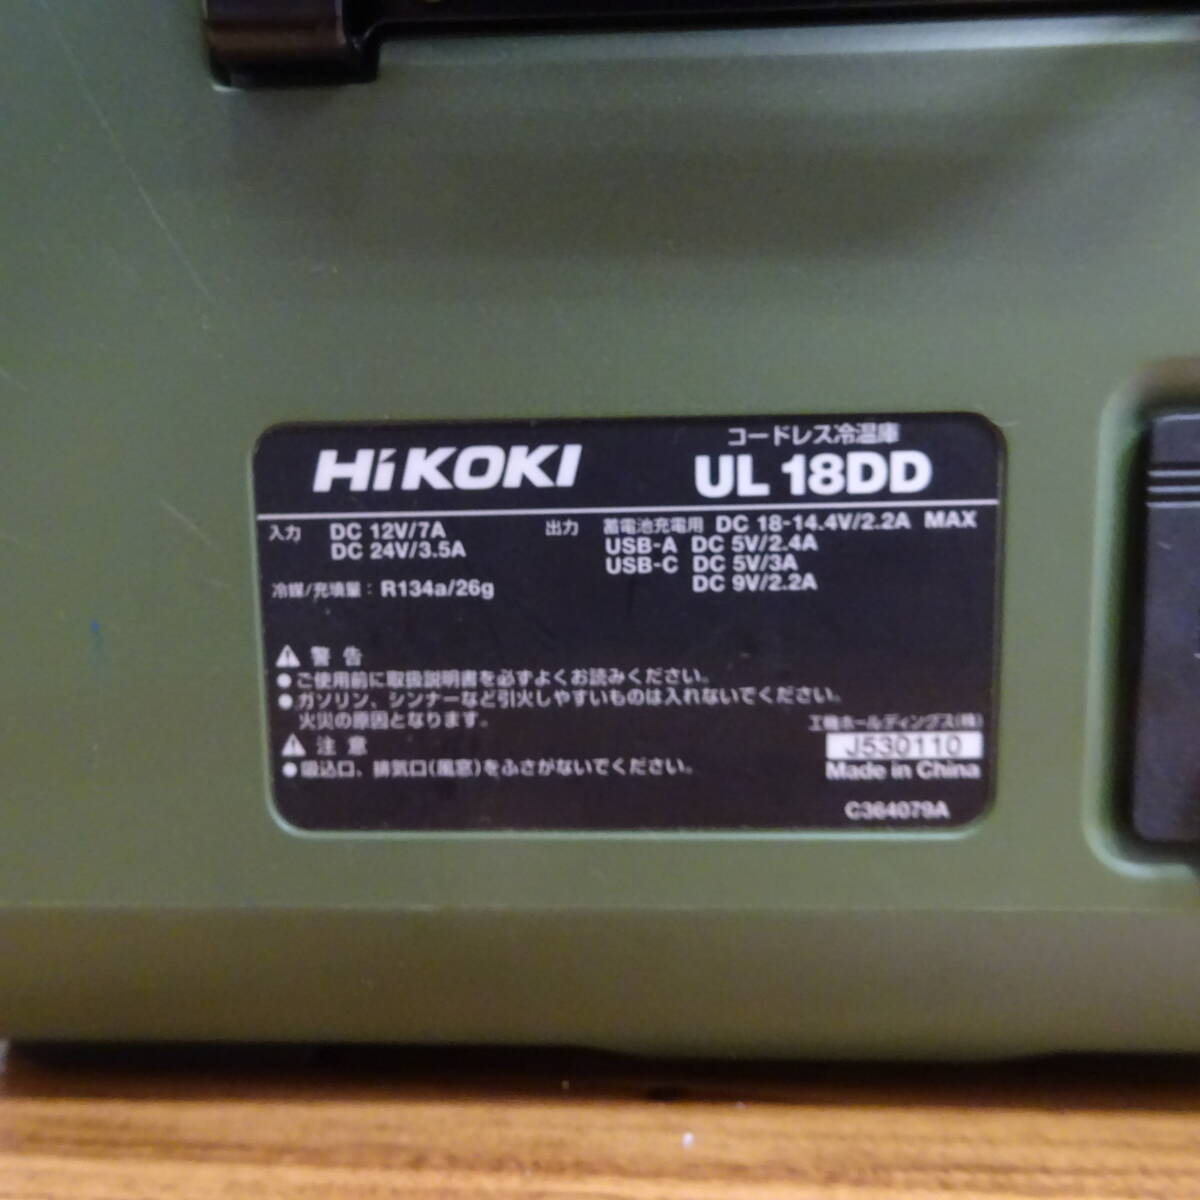 HiKOKI
コードレス冷温庫
UL 18DD
入力 DC 12V/7A
DC 24V/3.5A
出力 蓄電池充電用 DC 18-14.4V/2.2A MAX
USB-A DC 5V/2.4A
USB-C DC 5V/3A
DC 9V/2.2A
冷媒/充填量: R134a/26g
⚠ 警告
●ご使用前に取扱説明書を必ずよくお読みください。
●ガソリン、シンナーなど引火しやすいものは入れないでください。
火災の原因となります。
⚠ 注意
●吸込口、排気口(風窓)をふさがないでください。
工機ホールディングス(株)
J530110
Made in China
C364079A